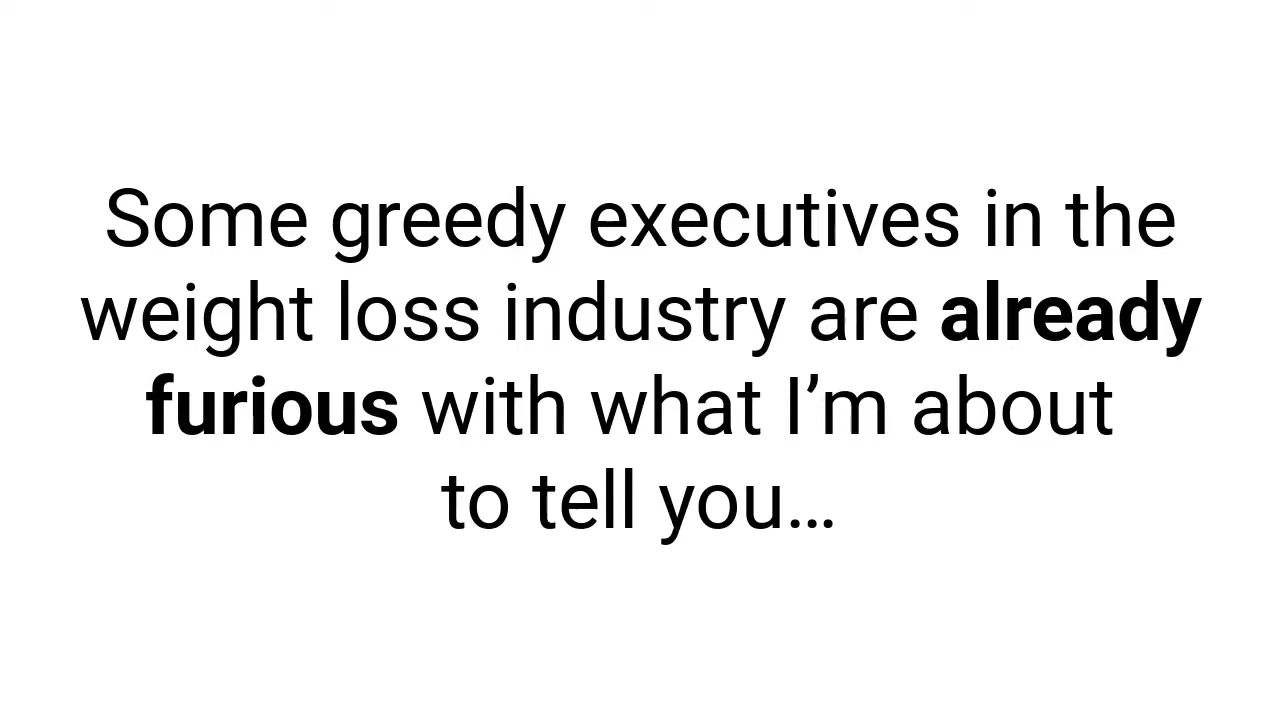 Some greedy executives in the
weight loss industry are already
furious with what I’m about
to tell you…